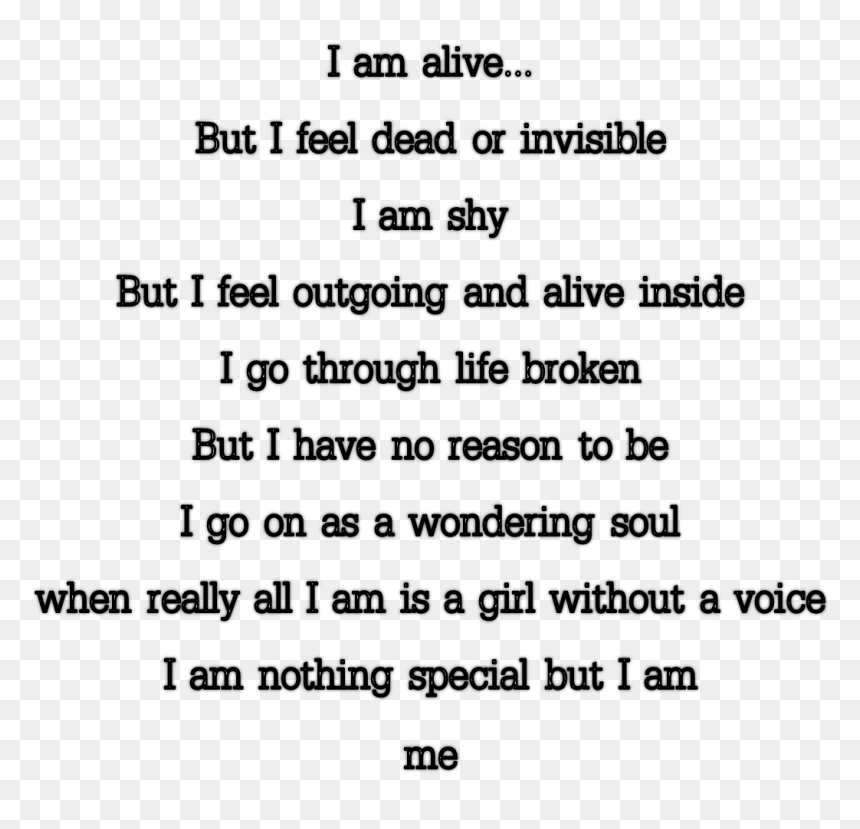 I am alive...
But I feel dead or invisible
I am shy
But I feel outgoing and alive inside
I go through life broken
But I have no reason to be
I go on as a wondering soul
when really all I am is a girl without a voice
I am nothing special but I am
me